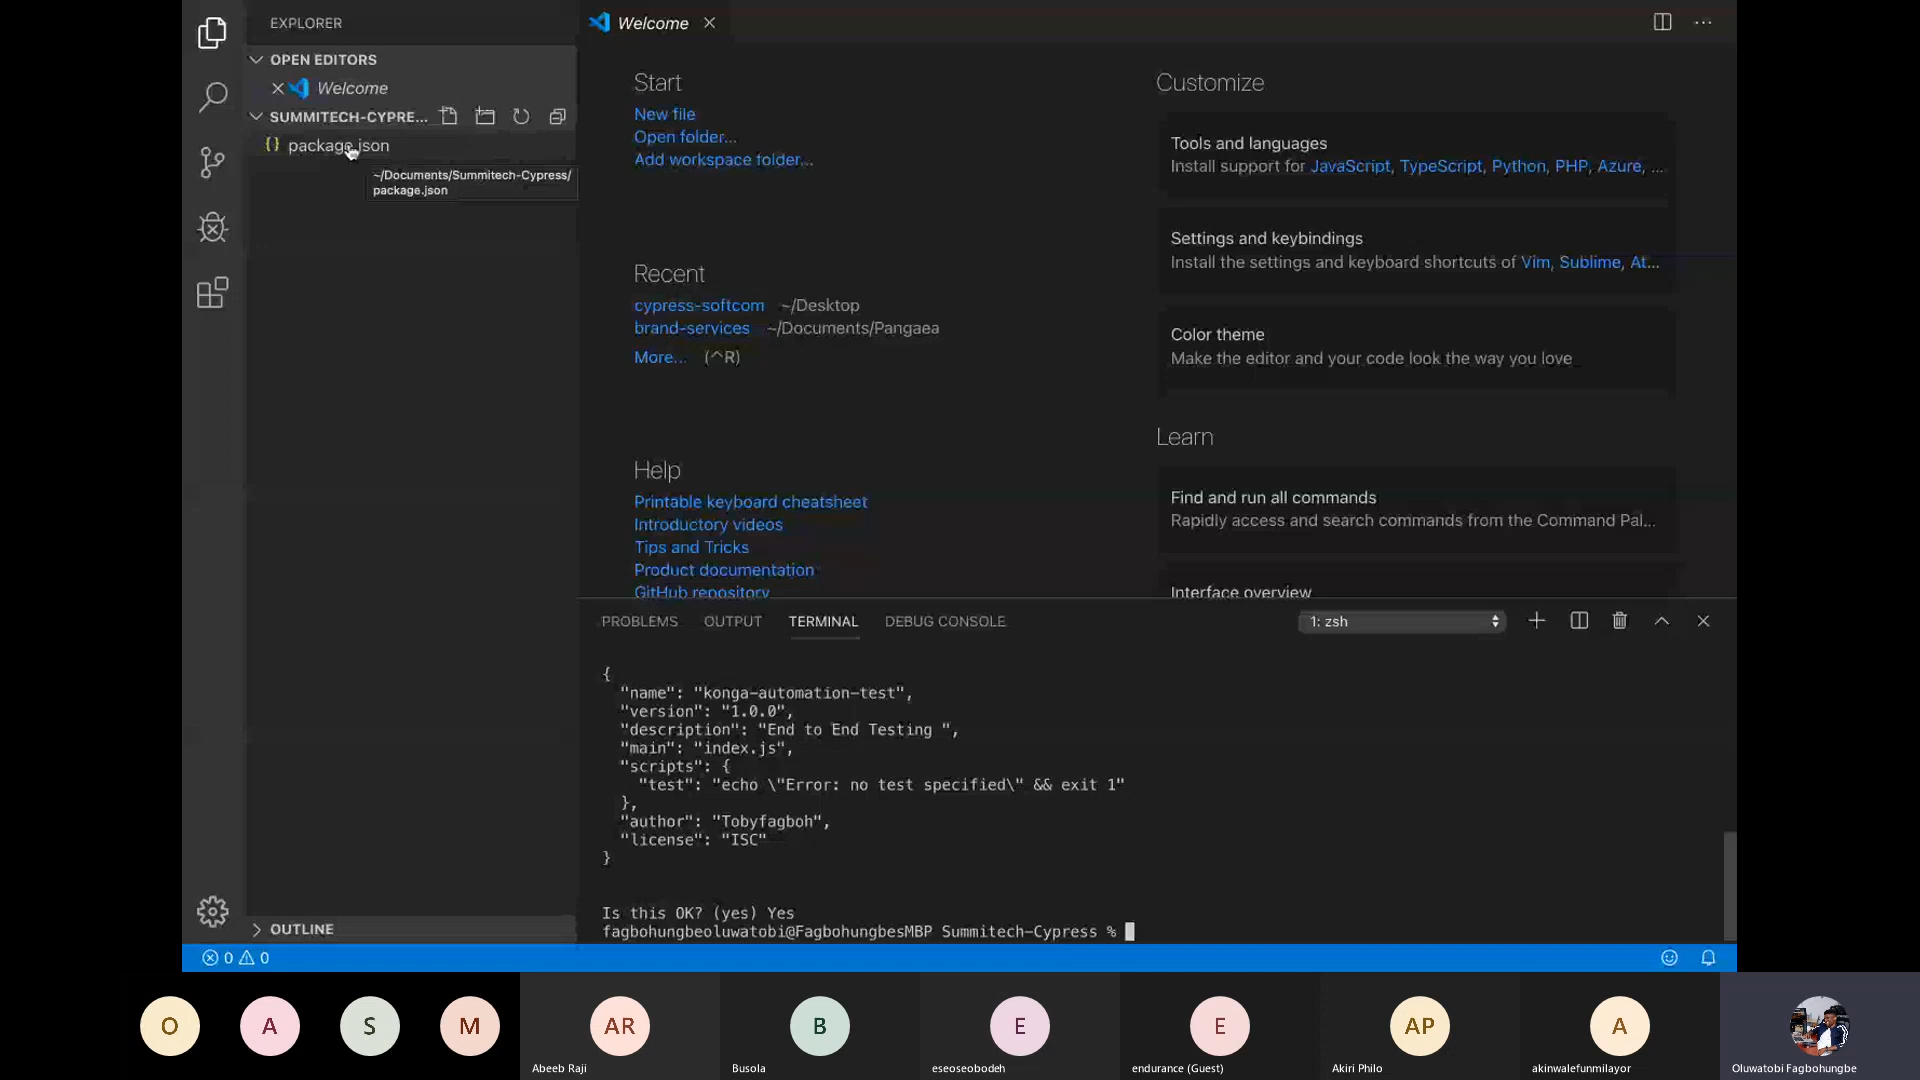 EXPLORER
OPEN EDITORS
Welcome
SUMMITECH-CYPRE...
package.json
~/Documents/Summitech-Cypress/
package.json
Welcome
Start
New file
Open folder...
Add workspace folder...
Recent
cypress-softcom ~/Desktop
brand-services ~/Documents/Pangaea
More... (^R)
Help
Printable keyboard cheatsheet
Introductory videos
Tips and Tricks
Product documentation
GitHub repository
Customize
Tools and languages
Install support for JavaScript, TypeScript, Python, PHP, Azure, ...
Settings and keybindings
Install the settings and keyboard shortcuts of Vim, Sublime, At...
Color theme
Make the editor and your code look the way you love
Learn
Find and run all commands
Rapidly access and search commands from the Command Pal...
Interface overview
PROBLEMS OUTPUT TERMINAL DEBUG CONSOLE
1: zsh
{
"name": "konga-automation-test",
"version": "1.0.0",
"description": "End to End Testing ",
"main": "index.js",
"scripts": {
"test": "echo \"Error: no test specified\" && exit 1"
},
"author": "Tobyfagboh",
"license": "ISC"
}
Is this OK? (yes) Yes
fagbohungbeoluwatobi@FagbohungbesMBP Summitech-Cypress %
OUTLINE
0 0
O A S M AR B E E AP A
Abeeb Raji Busola eseoseobodeh endurance (Guest) Akiri Philo akinwalefunmilayor Oluwatobi Fagbohungbe